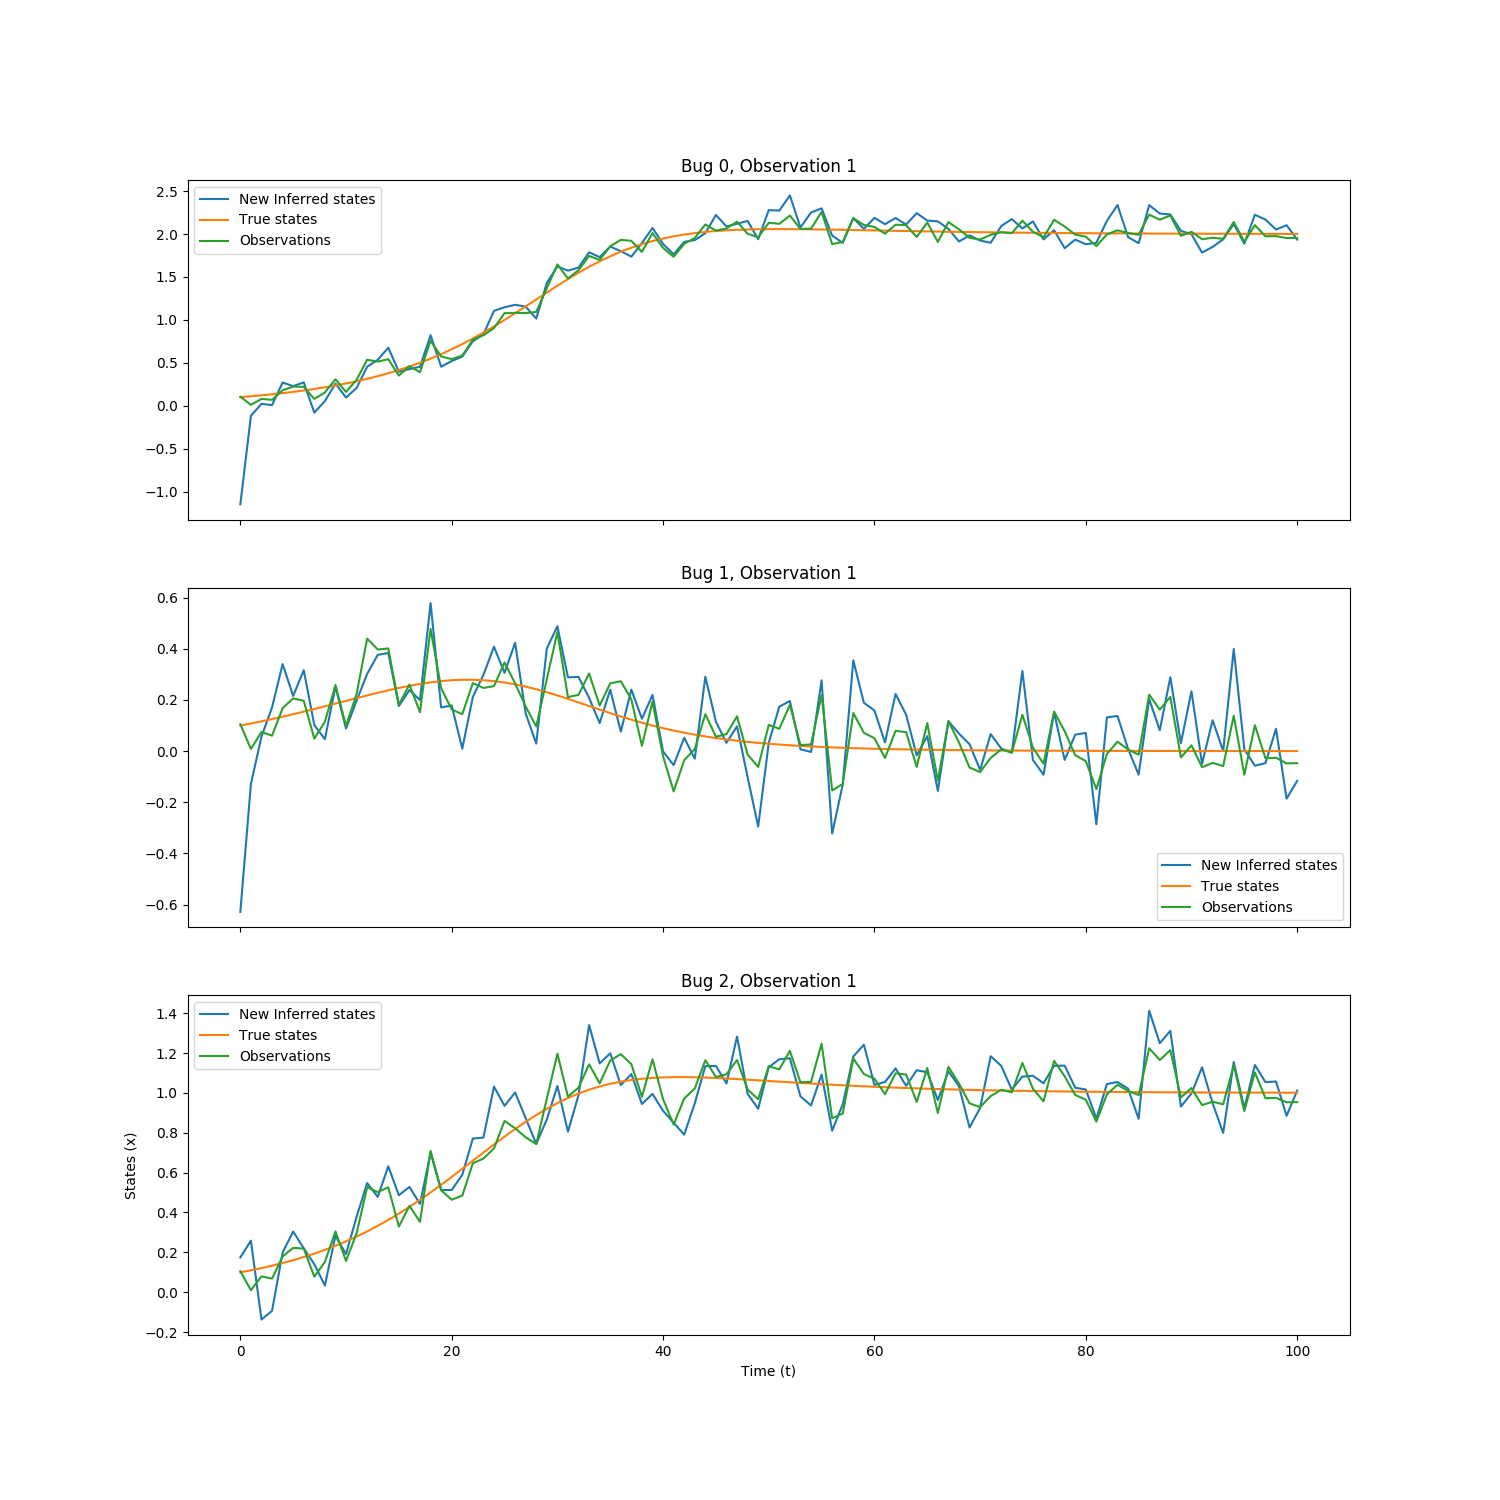 Bug 0, Observation 1
New Inferred states
True states
Observations
2.5
2.0
1.5
1.0
0.5
0.0
−0.5
−1.0
Bug 1, Observation 1
0.6
0.4
0.2
0.0
−0.2
−0.4
−0.6
New Inferred states
True states
Observations
Bug 2, Observation 1
New Inferred states
True states
Observations
1.4
1.2
1.0
0.8
0.6
0.4
0.2
0.0
−0.2
States (x)
0 20 40 60 80 100
Time (t)